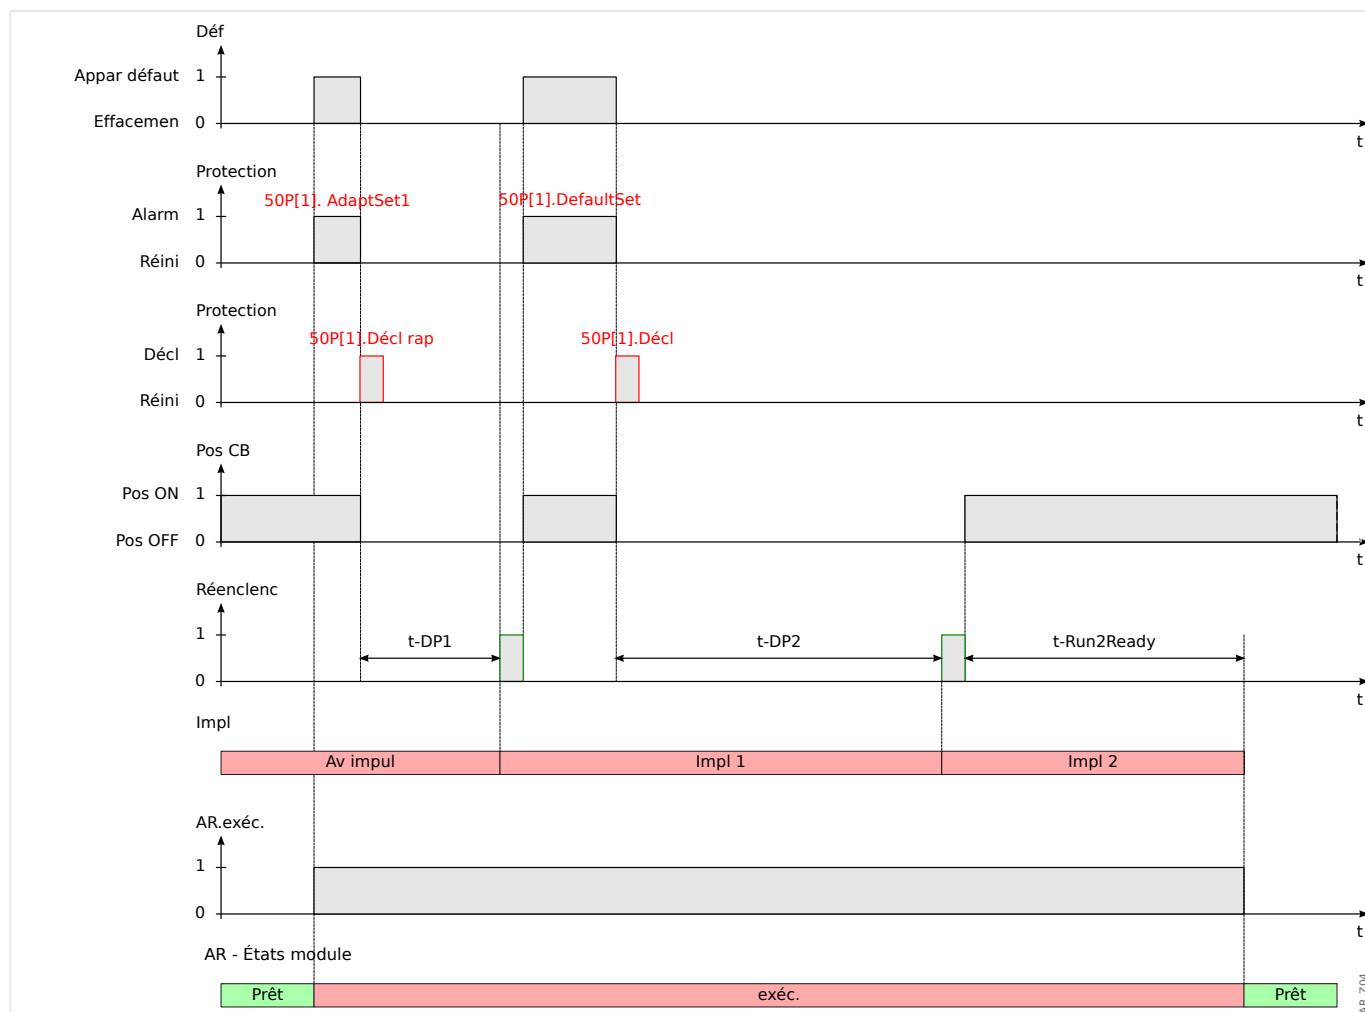 Déf
Appar défaut 1
Effacemen 0
t
Protection
50P[1]. AdaptSet1 50P[1].DefaultSet
Alarm 1
Réini 0
t
Protection
50P[1].Décl rap 50P[1].Décl
Décl 1
Réini 0
t
Pos CB
Pos ON 1
Pos OFF 0
t
Réenclenc
1 t-DP1 t-DP2 t-Run2Ready
0
t
Impl
Av impul Impl 1 Impl 2
AR.exéc.
1
0
t
AR - États module
Prêt exéc. Prêt
AR_Z04